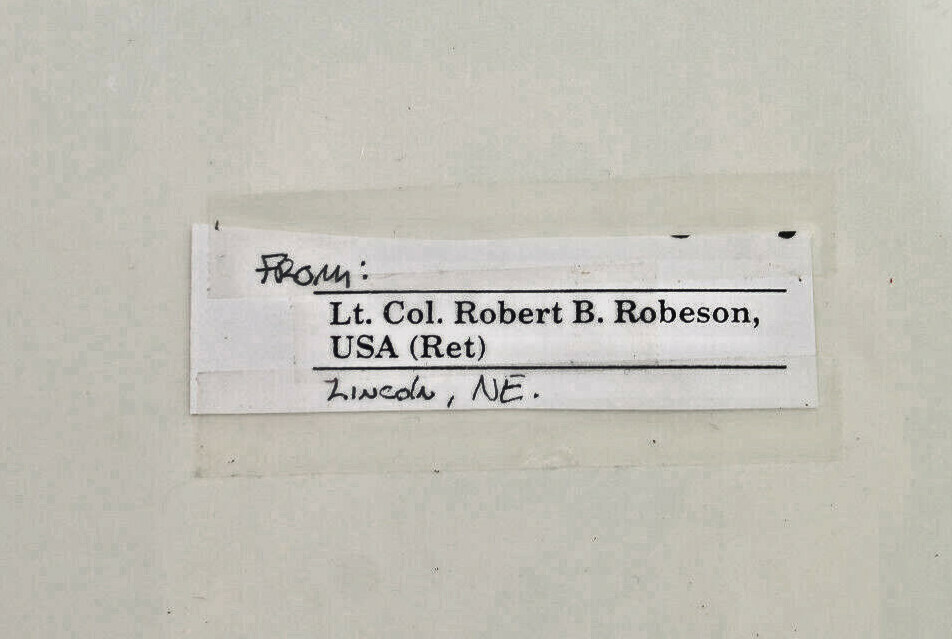 FROM:
Lt. Col. Robert B. Robeson,
USA (Ret)
LINCOLN, NE.